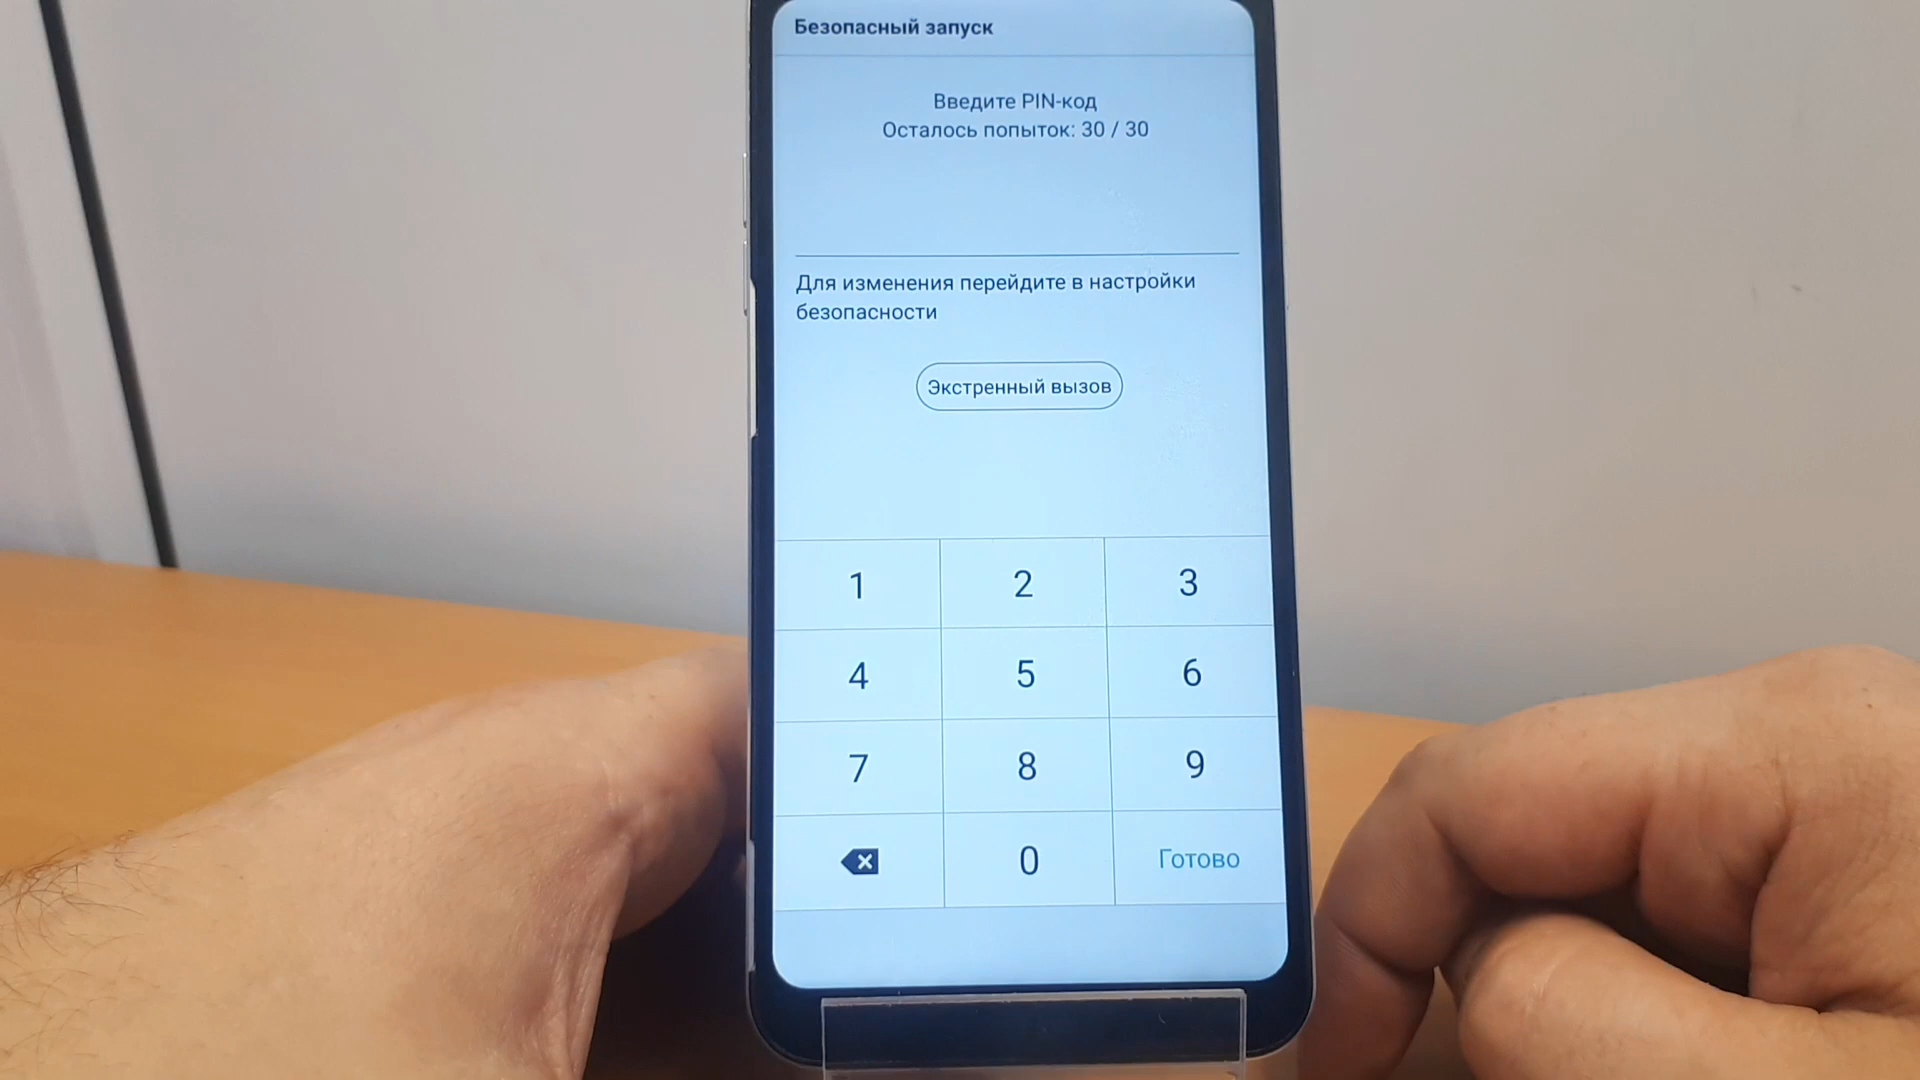 Безопасный запуск
Введите PIN-код
Осталось попыток: 30 / 30
Для изменения перейдите в настройки
безопасности
Экстренный вызов
1 2 3
4 5 6
7 8 9
0 Готово